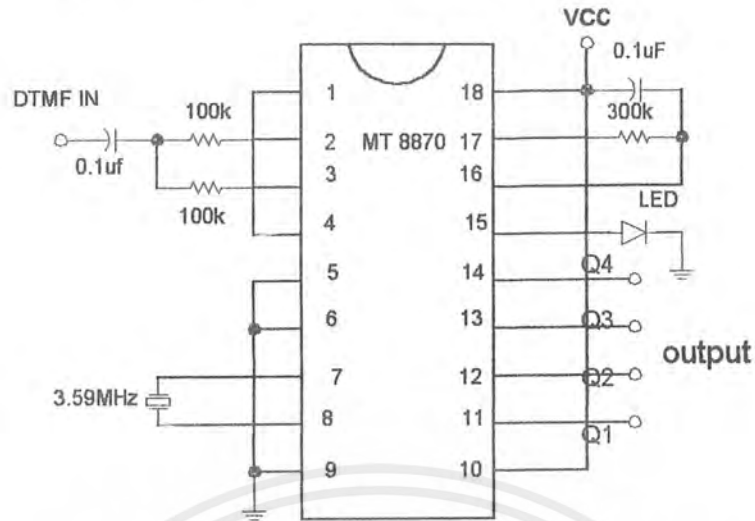 VCC
0.1uF
DTMF IN
100k
0.1uf
100k
1
2
3
4
5
6
7
8
9
MT 8870
18
17
16
15
14
13
12
11
10
300k
LED
Q4
Q3
Q2
Q1
output
3.59MHz